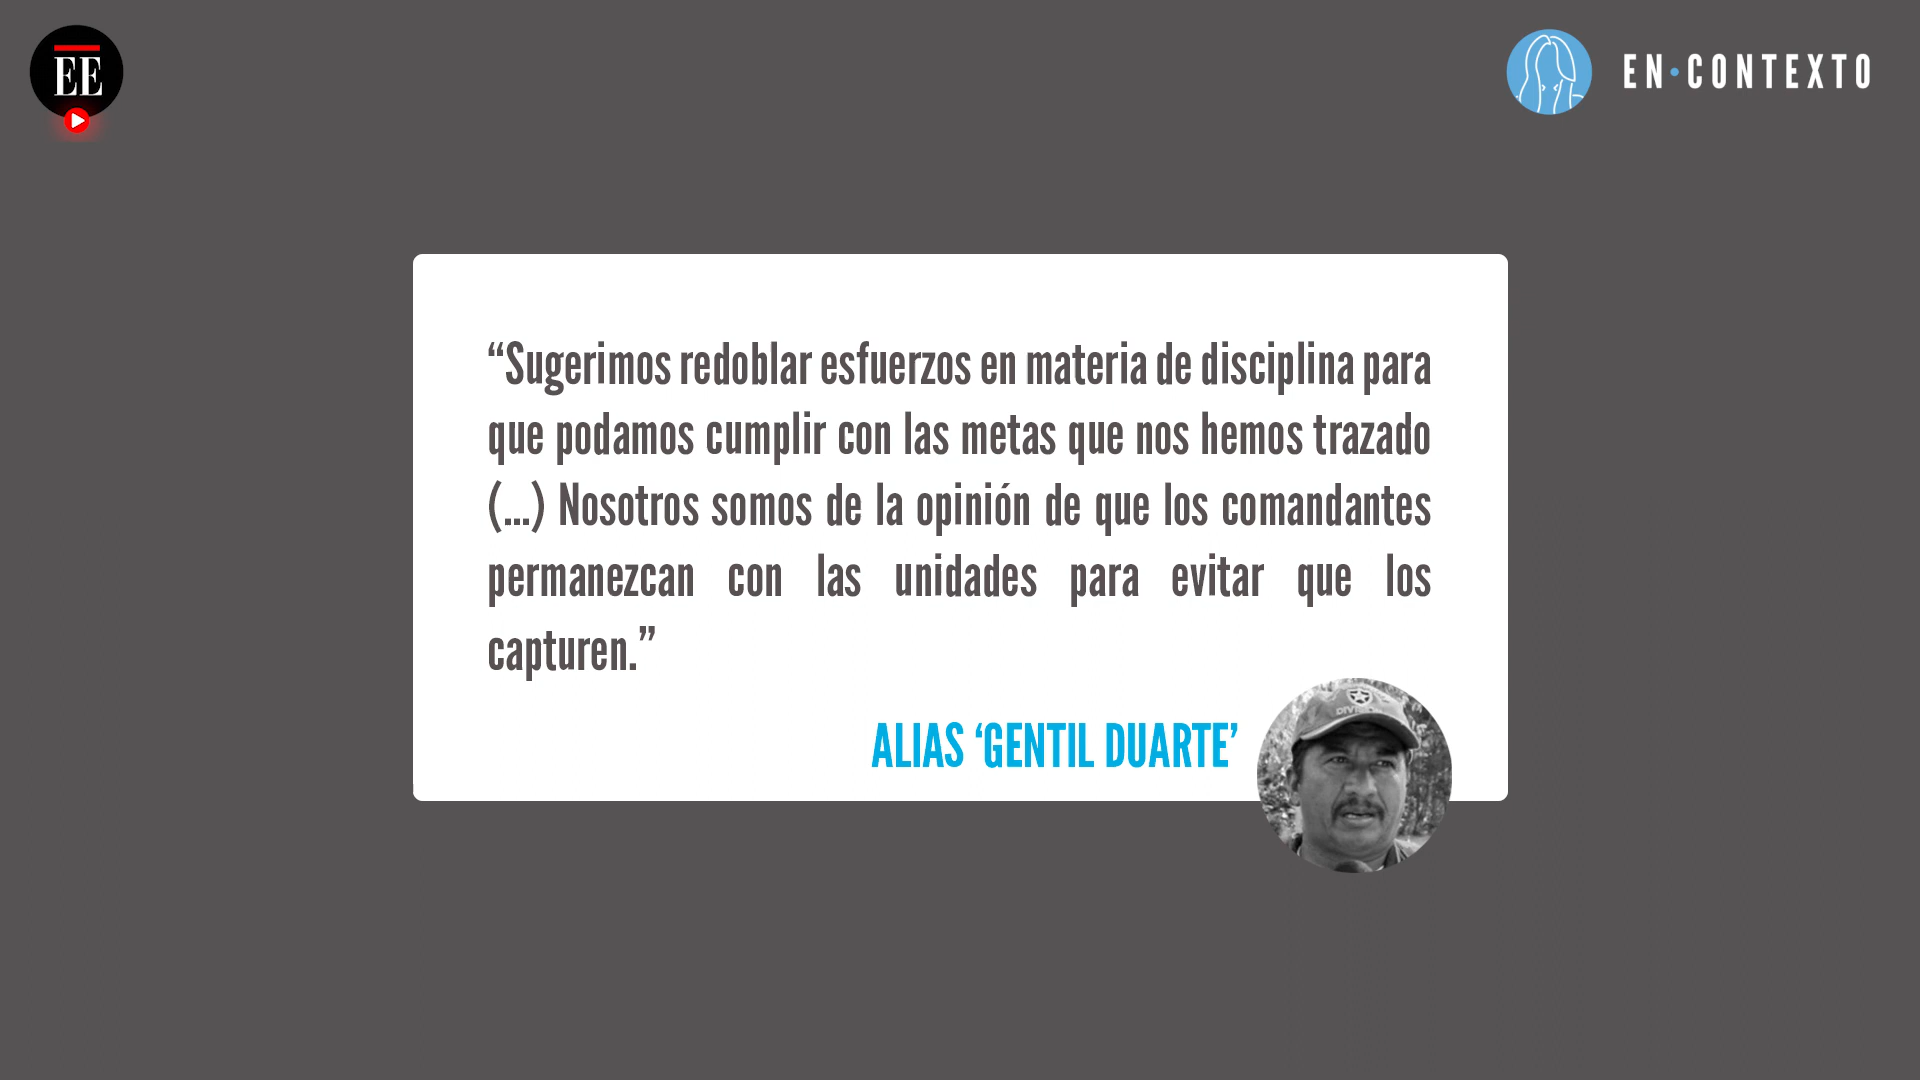 EE
EN·CONTEXTO
“Sugerimos redoblar esfuerzos en materia de disciplina para
que podamos cumplir con las metas que nos hemos trazado
(...) Nosotros somos de la opinión de que los comandantes
permanezcan con las unidades para evitar que los
capturen.”
ALIAS ‘GENTIL DUARTE’